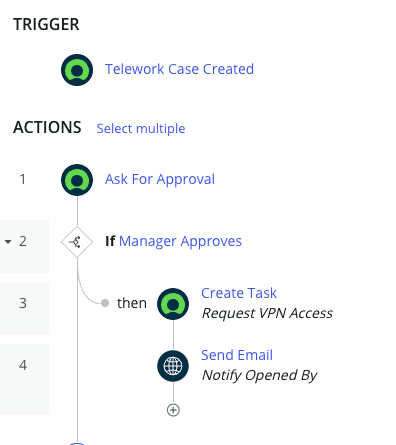 TRIGGER
Telework Case Created
ACTIONS Select multiple
1 Ask For Approval
2 If Manager Approves
3 then Create Task
Request VPN Access
4 Send Email
Notify Opened By